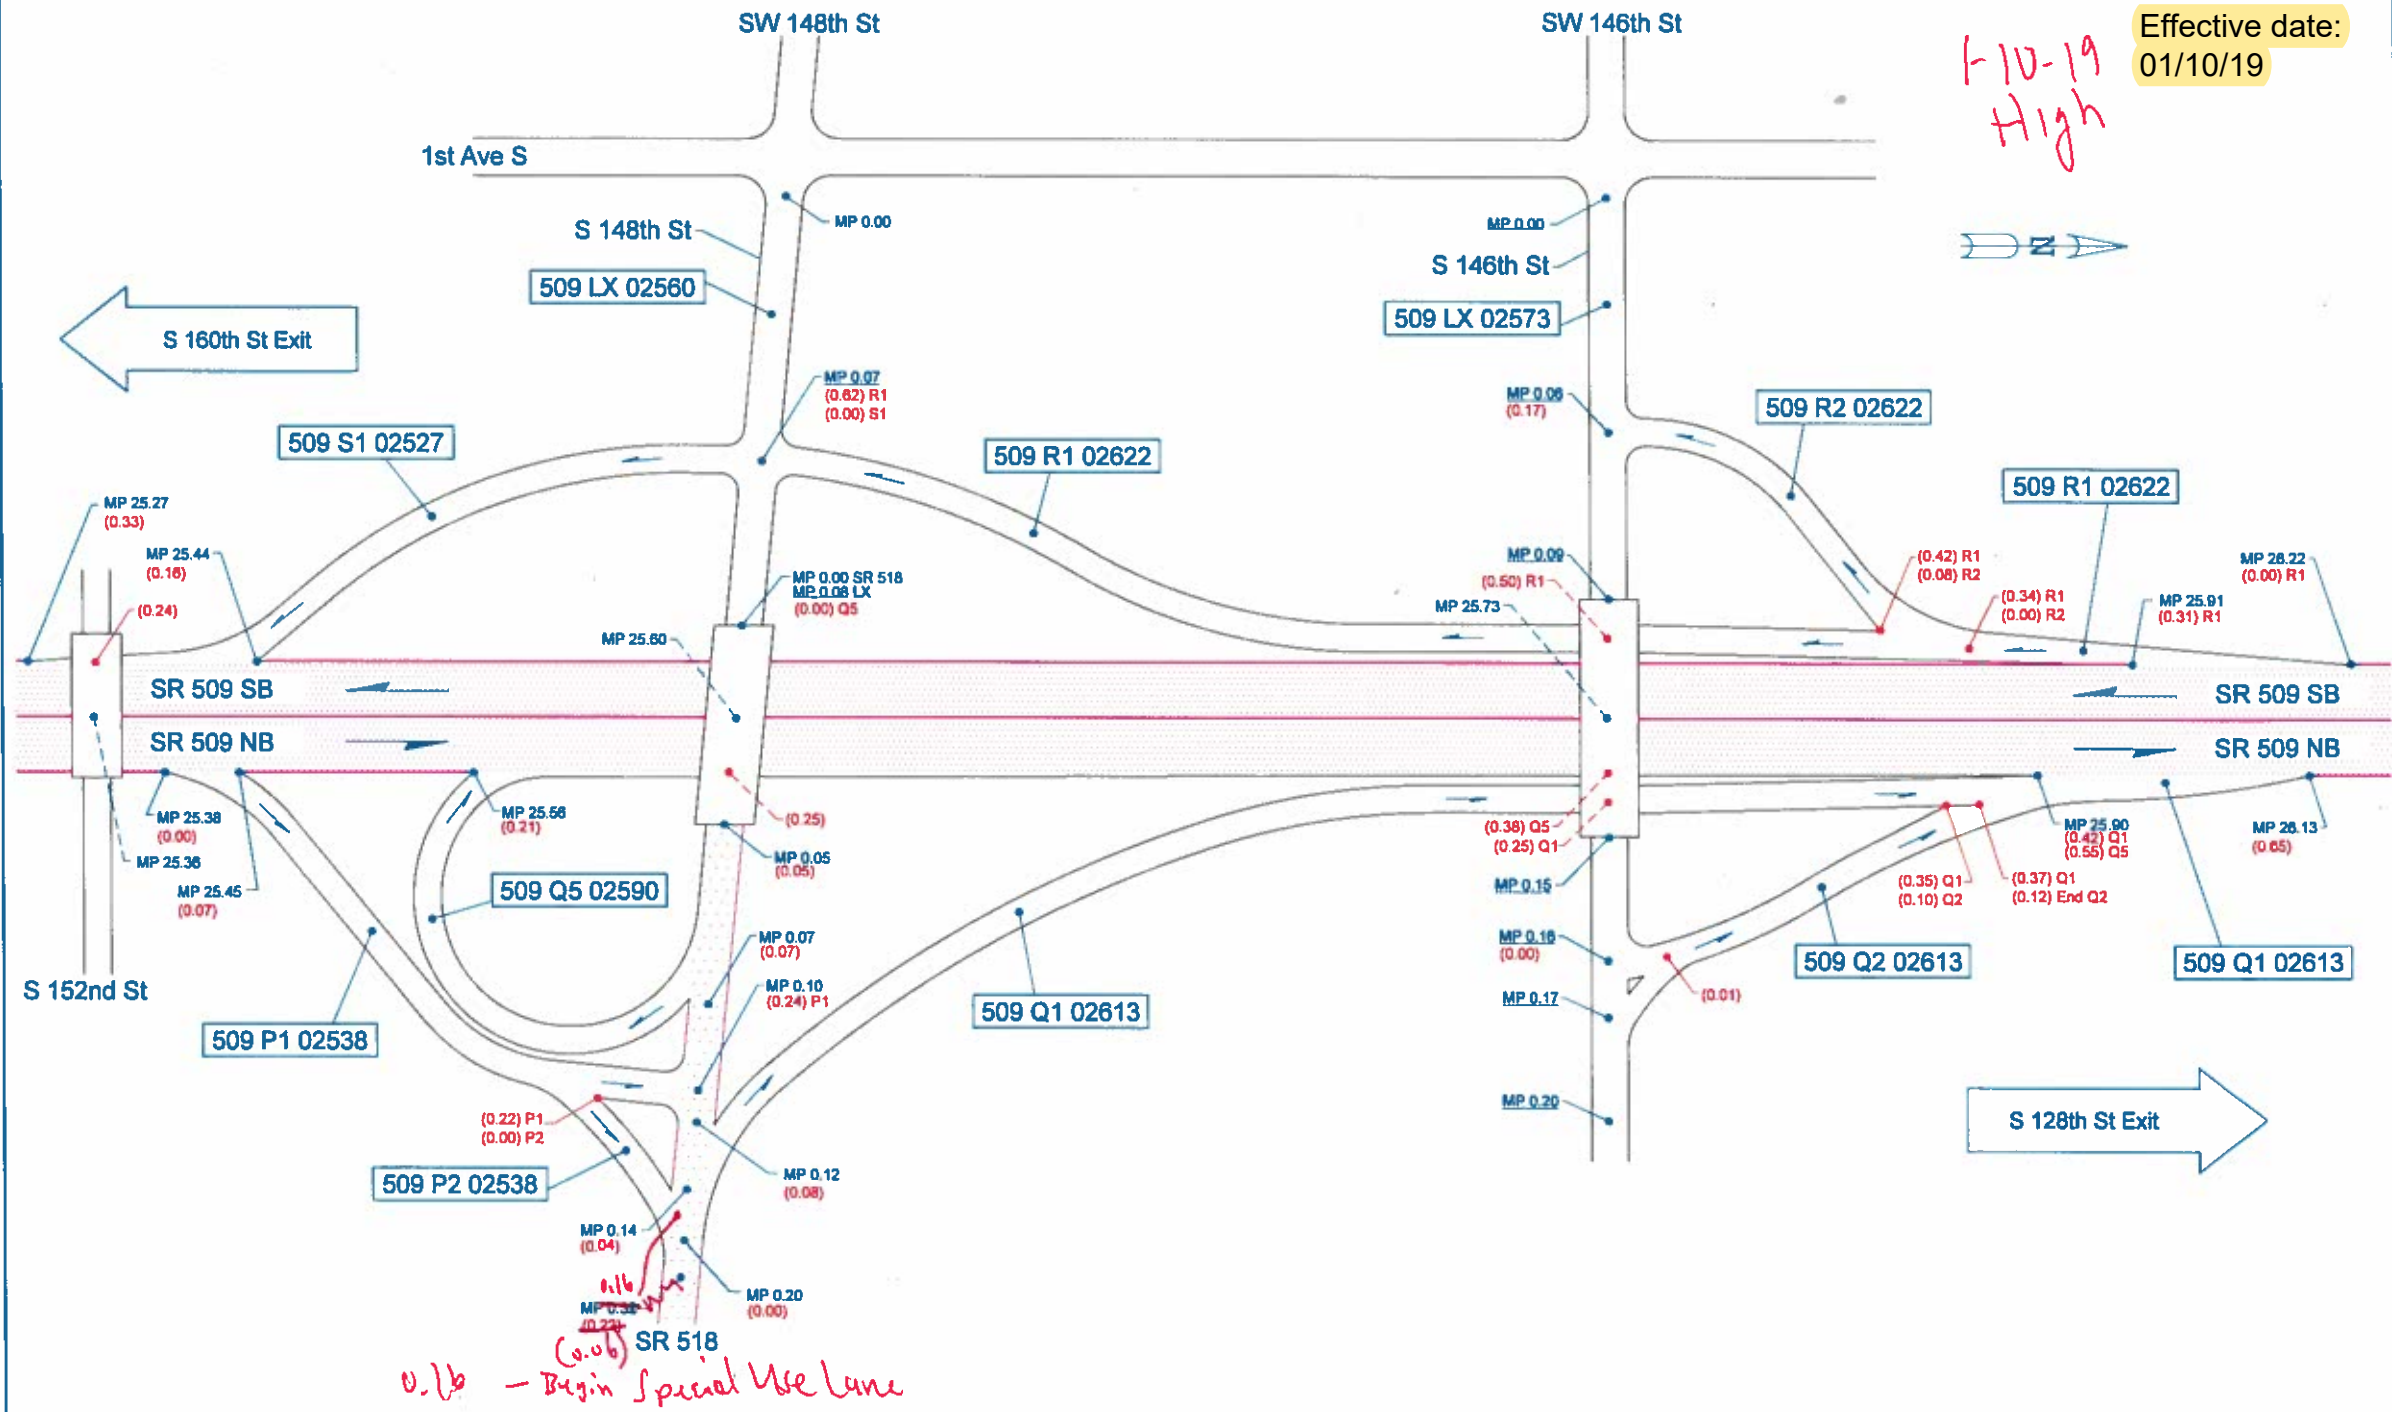 SW 148th St
SW 146th St
Effective date:
01/10/19
1-10-19
High
1st Ave S
MP 0.00
S 148th St
509 LX 02560
MP 0.00
S 146th St
509 LX 02573
N
S 160th St Exit
MP 0.07
(0.62) R1
(0.00) S1
MP 0.06
(0.17)
509 R2 02622
509 S1 02527
509 R1 02622
509 R1 02622
MP 25.27
(0.33)
MP 25.44
(0.16)
(0.24)
MP 0.00 SR 518
MP 0.08 LX
(0.00) Q5
MP 25.60
MP 0.09
(0.50) R1
MP 25.73
(0.42) R1
(0.08) R2
(0.34) R1
(0.00) R2
MP 25.91
(0.31) R1
MP 26.22
(0.00) R1
SR 509 SB
SR 509 SB
SR 509 NB
SR 509 NB
MP 25.38
(0.00)
MP 25.36
MP 25.45
(0.07)
MP 25.56
(0.21)
(0.25)
MP 0.05
(0.05)
(0.38) Q5
(0.25) Q1
MP 0.15
MP 25.90
(0.42) Q1
(0.55) Q5
MP 26.13
(0.65)
(0.35) Q1
(0.10) Q2
(0.37) Q1
(0.12) End Q2
509 Q5 02590
MP 0.07
(0.07)
MP 0.10
(0.24) P1
MP 0.16
(0.00)
MP 0.17
(0.01)
509 Q2 02613
509 Q1 02613
S 152nd St
509 P1 02538
509 Q1 02613
MP 0.20
S 128th St Exit
(0.22) P1
(0.00) P2
509 P2 02538
MP 0.12
(0.08)
MP 0.14
(0.04)
0.16
MP 0.32
(0.22)
(0.06)
MP 0.20
(0.00)
SR 518
0.16 - Begin Special Use Lane